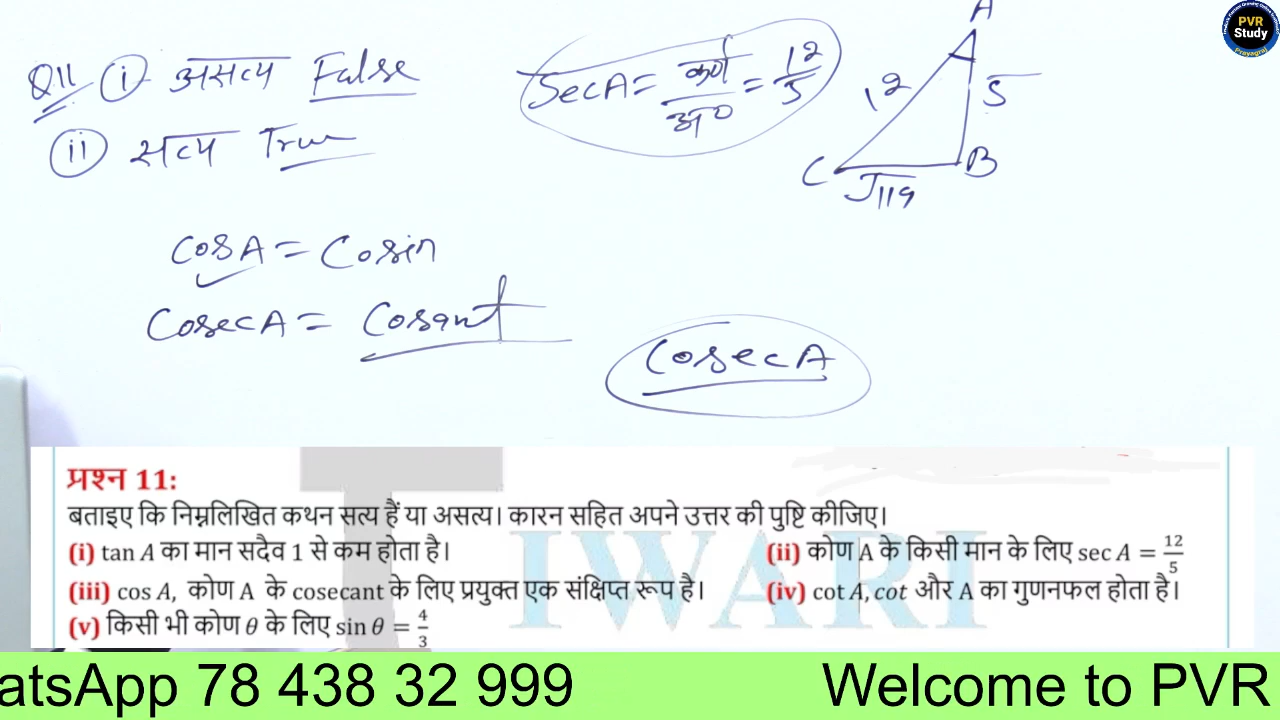 PVR
Study
Prayagraj
Q11 (i) असत्य False
SecA = कर्ण/आ० = 12/5
A
12
5
C
B
√119
(ii) सत्य True
CosA = Cosin
CosecA = Cosant
CosecA
प्रश्न 11:
बताइए कि निम्नलिखित कथन सत्य हैं या असत्य। कारन सहित अपने उत्तर की पुष्टि कीजिए।
(i) tan A का मान सदैव 1 से कम होता है।
(ii) कोण A के किसी मान के लिए sec A = 12/5
(iii) cos A, कोण A के cosecant के लिए प्रयुक्त एक संक्षिप्त रूप है।
(iv) cot A, cot और A का गुणनफल होता है।
(v) किसी भी कोण θ के लिए sin θ = 4/3
TIWARI
atsApp 78 438 32 999
Welcome to PVR